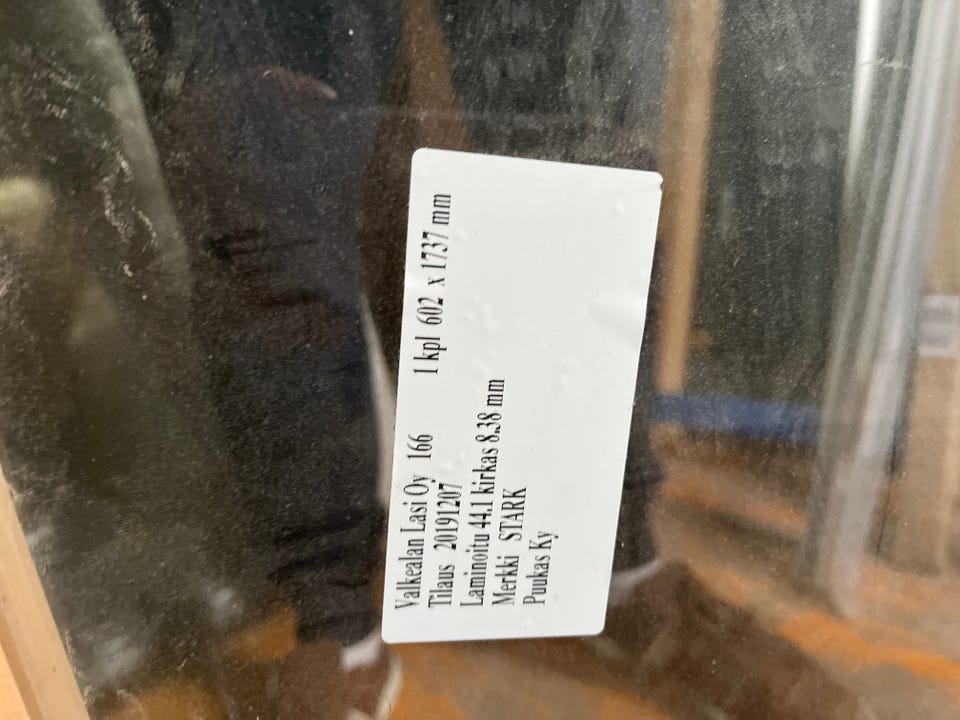 Valkealan Lasi Oy 166 1 kpl 602 x 1737 mm
Tilaus 20191207
Laminoitu 44.1 kirkas 8.38 mm
Merkki STARK
Puukas Ky